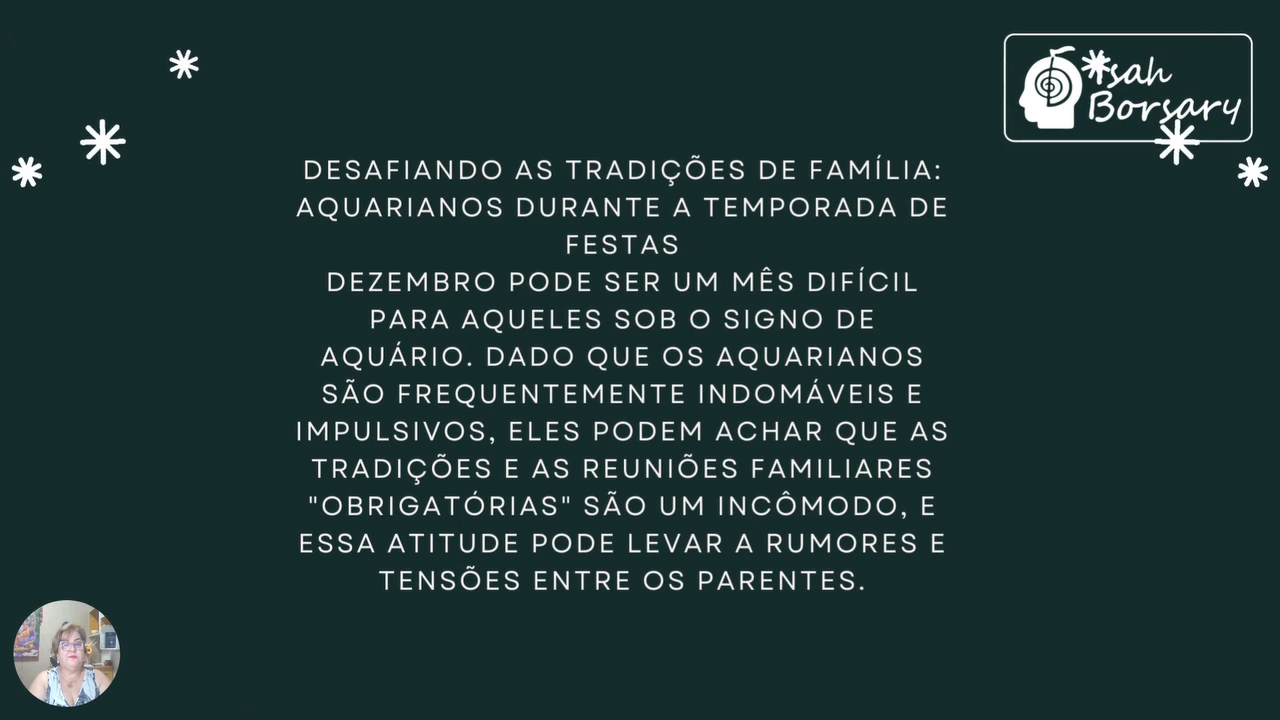 Isah
Borsary
DESAFIANDO AS TRADIÇÕES DE FAMÍLIA:
AQUARIANOS DURANTE A TEMPORADA DE
FESTAS
DEZEMBRO PODE SER UM MÊS DIFÍCIL
PARA AQUELES SOB O SIGNO DE
AQUÁRIO. DADO QUE OS AQUARIANOS
SÃO FREQUENTEMENTE INDOMÁVEIS E
IMPULSIVOS, ELES PODEM ACHAR QUE AS
TRADIÇÕES E AS REUNIÕES FAMILIARES
"OBRIGATÓRIAS" SÃO UM INCÔMODO, E
ESSA ATITUDE PODE LEVAR A RUMORES E
TENSÕES ENTRE OS PARENTES.